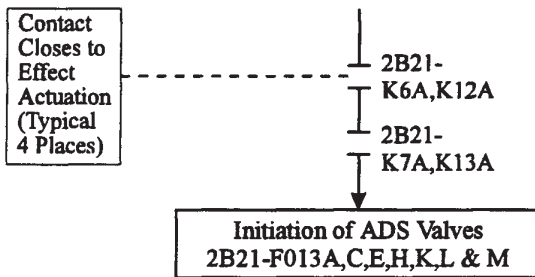 Contact
Closes to
Effect
Actuation
(Typical
4 Places)
2B21-
K6A,K12A
2B21-
K7A,K13A
Initiation of ADS Valves
2B21-F013A,C,E,H,K,L & M